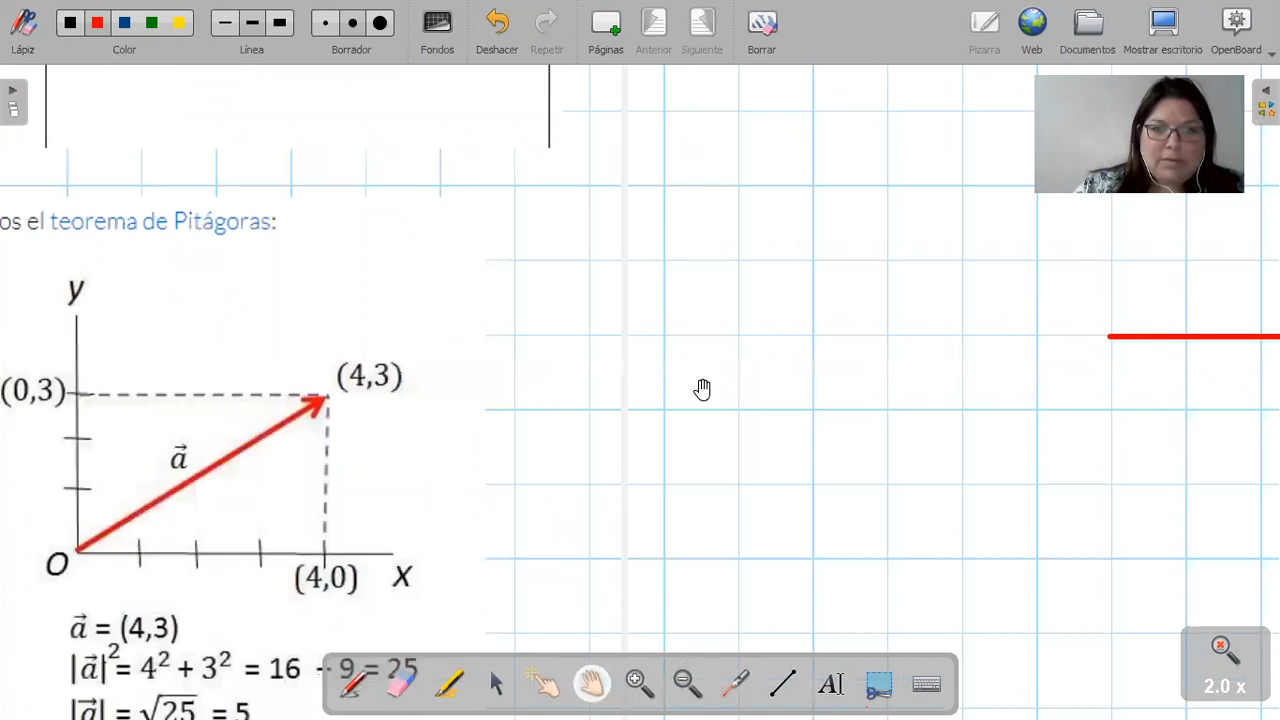 Lápiz
Color
Línea
Borrador
Fondos
Deshacer
Repetir
Páginas
Anterior
Siguiente
Borrar
Pizarra
Web
Documentos
Mostrar escritorio
OpenBoard
os el teorema de Pitágoras:
y
(0,3)
(4,3)
a⃗
O
(4,0)
x
a⃗ = (4,3)
|a⃗|² = 4² + 3² = 16 + 9 = 25
|a⃗| = √25 = 5
AI
2.0 x